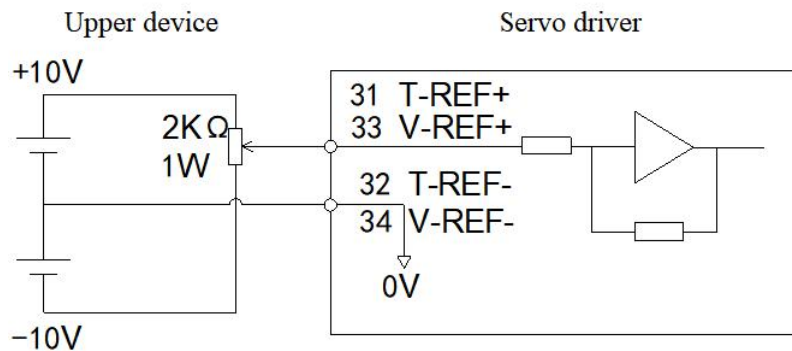 Upper device
Servo driver
+10V
31 T-REF+
2KΩ
33 V-REF+
1W
32 T-REF-
34 V-REF-
0V
−10V